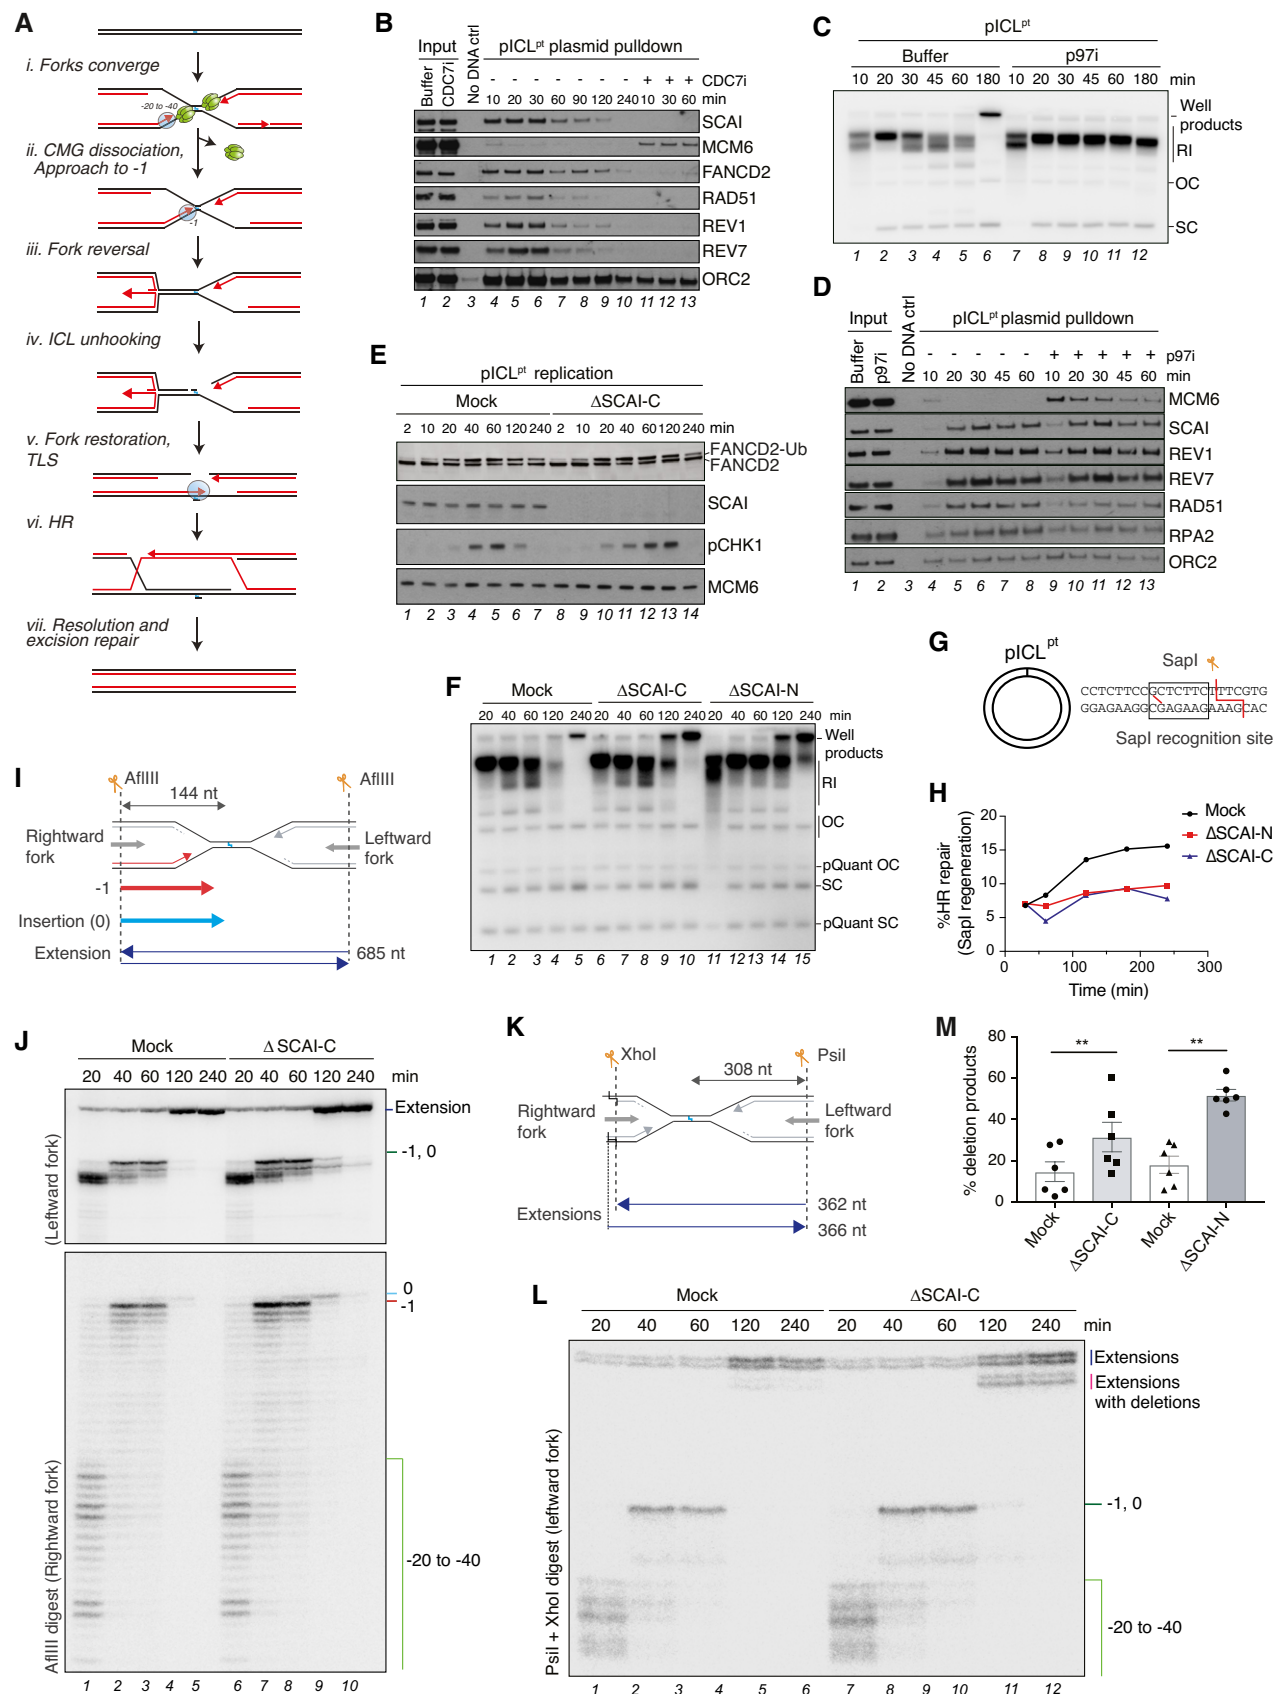 A
i. Forks converge
-20 to -40
ii. CMG dissociation,
Approach to -1
-1
iii. Fork reversal
iv. ICL unhooking
v. Fork restoration,
TLS
vi. HR
vii. Resolution and
excision repair
B
Input
No DNA ctrl
pICLpt plasmid pulldown
Buffer
CDC7i
- - - - - - - + + + CDC7i
10 20 30 60 90 120 240 10 30 60 min
SCAI
MCM6
FANCD2
RAD51
REV1
REV7
ORC2
1 2 3 4 5 6 7 8 9 10 11 12 13
C
pICLpt
Buffer p97i
10 20 30 45 60 180 10 20 30 45 60 180 min
Well
products
RI
OC
SC
1 2 3 4 5 6 7 8 9 10 11 12
D
Input
No DNA ctrl
pICLpt plasmid pulldown
Buffer
p97i
- - - - - + + + + + p97i
10 20 30 45 60 10 20 30 45 60 min
MCM6
SCAI
REV1
REV7
RAD51
RPA2
ORC2
1 2 3 4 5 6 7 8 9 10 11 12 13
E
pICLpt replication
Mock ΔSCAI-C
2 10 20 40 60 120 240 2 10 20 40 60 120 240 min
FANCD2-Ub
FANCD2
SCAI
pCHK1
MCM6
1 2 3 4 5 6 7 8 9 10 11 12 13 14
F
Mock ΔSCAI-C ΔSCAI-N
20 40 60 120 240 20 40 60 120 240 20 40 60 120 240 min
Well
products
RI
OC
pQuant OC
SC
pQuant SC
1 2 3 4 5 6 7 8 9 10 11 12 13 14 15
G
pICLpt
SapI
CCTCTTCCGCTCTTCTTTCGTG
GGAGAAGGCGAGAAGAAAGCAC
SapI recognition site
H
%HR repair
(SapI regeneration)
20
15
10
5
0
0 100 200 300
Time (min)
Mock
ΔSCAI-N
ΔSCAI-C
I
AflIII AflIII
144 nt
Rightward
fork
Leftward
fork
-1
Insertion (0)
Extension
685 nt
J
Mock Δ SCAI-C
20 40 60 120 240 20 40 60 120 240 min
(Leftward fork)
Extension
-1, 0
AflIII digest (Rightward fork)
0
-1
-20 to -40
1 2 3 4 5 6 7 8 9 10
K
XhoI PsiI
308 nt
Rightward
fork
Leftward
fork
Extensions
362 nt
366 nt
L
Mock ΔSCAI-C
20 40 60 120 240 20 40 60 120 240 min
PsiI + XhoI digest (leftward fork)
Extensions
Extensions
with deletions
-1, 0
-20 to -40
1 2 3 4 5 6 7 8 9 10 11 12
M
% deletion products
80
60
40
20
0
** **
Mock
ΔSCAI-C
Mock
ΔSCAI-N